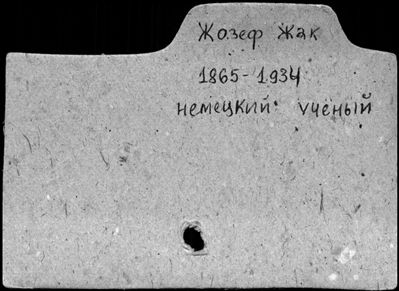 Жозеф Жак
1865-1934
немецкий учёный